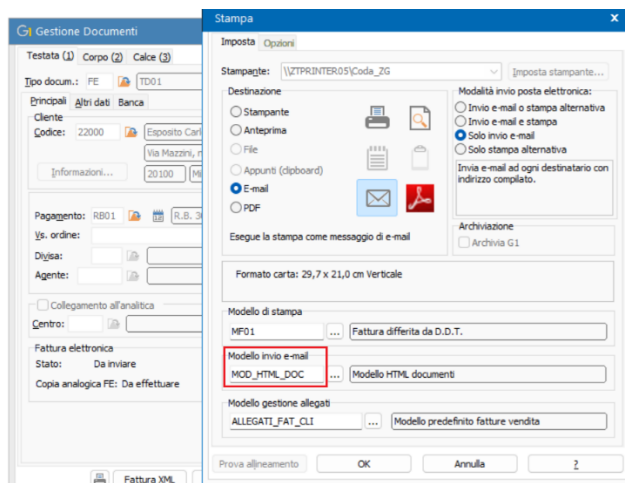 Gestione Documenti
Testata (1) Corpo (2) Calce (3)
Tipo docum.: FE TD01
Principali Altri dati Banca
Cliente
Codice: 22000 Esposito Carl
Via Mazzini, n
Informazioni... 20100 Mi
Pagamento: RB01 R.B. 30
Vs. ordine:
Divisa:
Agente:
Collegamento all'analitica
Centro:
Fattura elettronica
Stato: Da inviare
Copia analogica FE: Da effettuare
Fattura XML
Stampa x
Imposta Opzioni
Stampante: \\ZTPRINTER05\Coda_ZG Imposta stampante...
Destinazione
Stampante
Anteprima
File
Appunti (clipboard)
E-mail
PDF
Esegue la stampa come messaggio di e-mail
Modalità invio posta elettronica:
Invio e-mail o stampa alternativa
Invio e-mail e stampa
Solo invio e-mail
Solo stampa alternativa
Invia e-mail ad ogni destinatario con
indirizzo compilato.
Archiviazione
Archivia G1
Formato carta: 29,7 x 21,0 cm Verticale
Modello di stampa
MF01 ... Fattura differita da D.D.T.
Modello invio e-mail
MOD_HTML_DOC ... Modello HTML documenti
Modello gestione allegati
ALLEGATI_FAT_CLI ... Modello predefinito fatture vendita
Prova allineamento OK Annulla ?